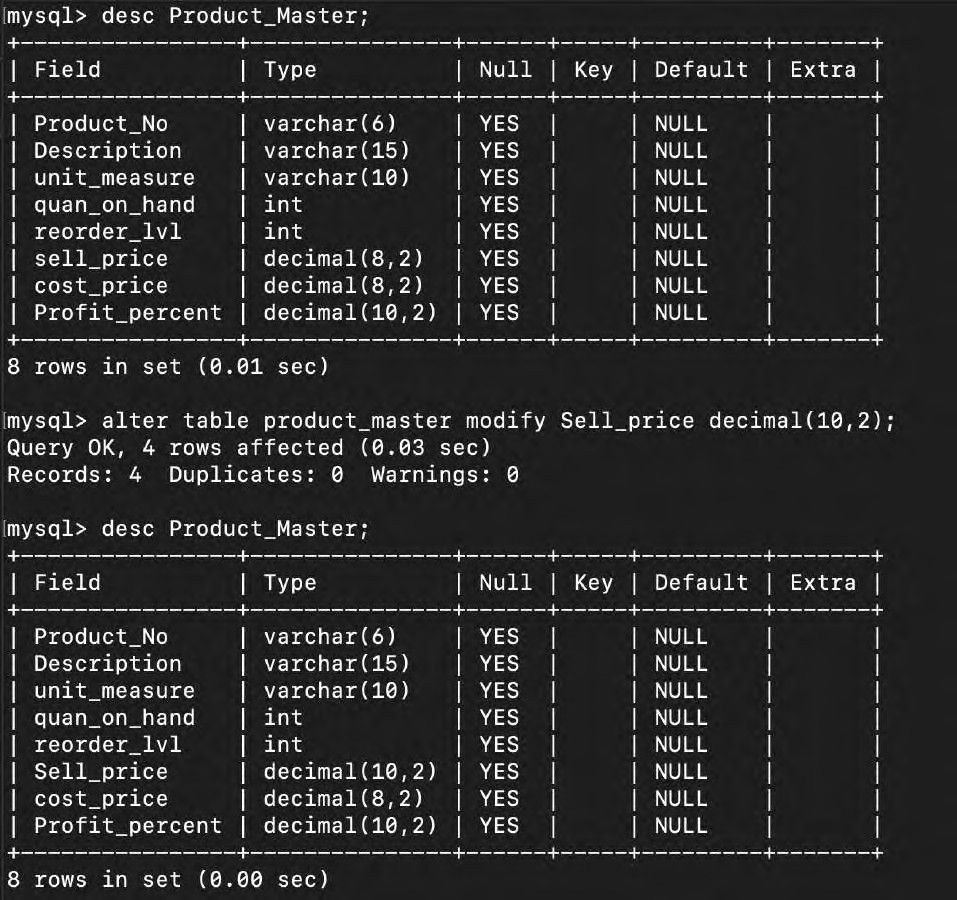 mysql> desc Product_Master;
+----------------+---------------+------+-----+---------+-------+
| Field          | Type          | Null | Key | Default | Extra |
+----------------+---------------+------+-----+---------+-------+
| Product_No     | varchar(6)    | YES  |     | NULL    |       |
| Description    | varchar(15)   | YES  |     | NULL    |       |
| unit_measure   | varchar(10)   | YES  |     | NULL    |       |
| quan_on_hand   | int           | YES  |     | NULL    |       |
| reorder_lvl    | int           | YES  |     | NULL    |       |
| sell_price     | decimal(8,2)  | YES  |     | NULL    |       |
| cost_price     | decimal(8,2)  | YES  |     | NULL    |       |
| Profit_percent | decimal(10,2) | YES  |     | NULL    |       |
+----------------+---------------+------+-----+---------+-------+
8 rows in set (0.01 sec)
mysql> alter table product_master modify Sell_price decimal(10,2);
Query OK, 4 rows affected (0.03 sec)
Records: 4  Duplicates: 0  Warnings: 0
mysql> desc Product_Master;
+----------------+---------------+------+-----+---------+-------+
| Field          | Type          | Null | Key | Default | Extra |
+----------------+---------------+------+-----+---------+-------+
| Product_No     | varchar(6)    | YES  |     | NULL    |       |
| Description    | varchar(15)   | YES  |     | NULL    |       |
| unit_measure   | varchar(10)   | YES  |     | NULL    |       |
| quan_on_hand   | int           | YES  |     | NULL    |       |
| reorder_lvl    | int           | YES  |     | NULL    |       |
| Sell_price     | decimal(10,2) | YES  |     | NULL    |       |
| cost_price     | decimal(8,2)  | YES  |     | NULL    |       |
| Profit_percent | decimal(10,2) | YES  |     | NULL    |       |
+----------------+---------------+------+-----+---------+-------+
8 rows in set (0.00 sec)